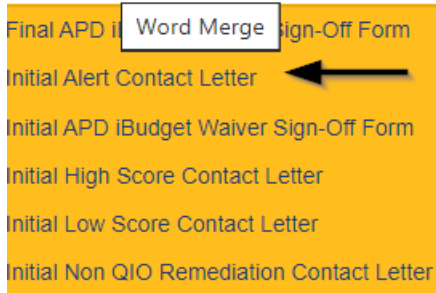 Final APD i Word Merge Sign-Off Form
Initial Alert Contact Letter
Initial APD iBudget Waiver Sign-Off Form
Initial High Score Contact Letter
Initial Low Score Contact Letter
Initial Non QIO Remediation Contact Letter